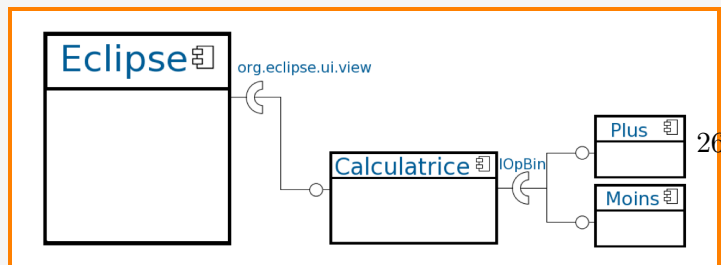 Eclipse
org.eclipse.ui.view
Calculatrice
IOpBin
Plus
Moins
26